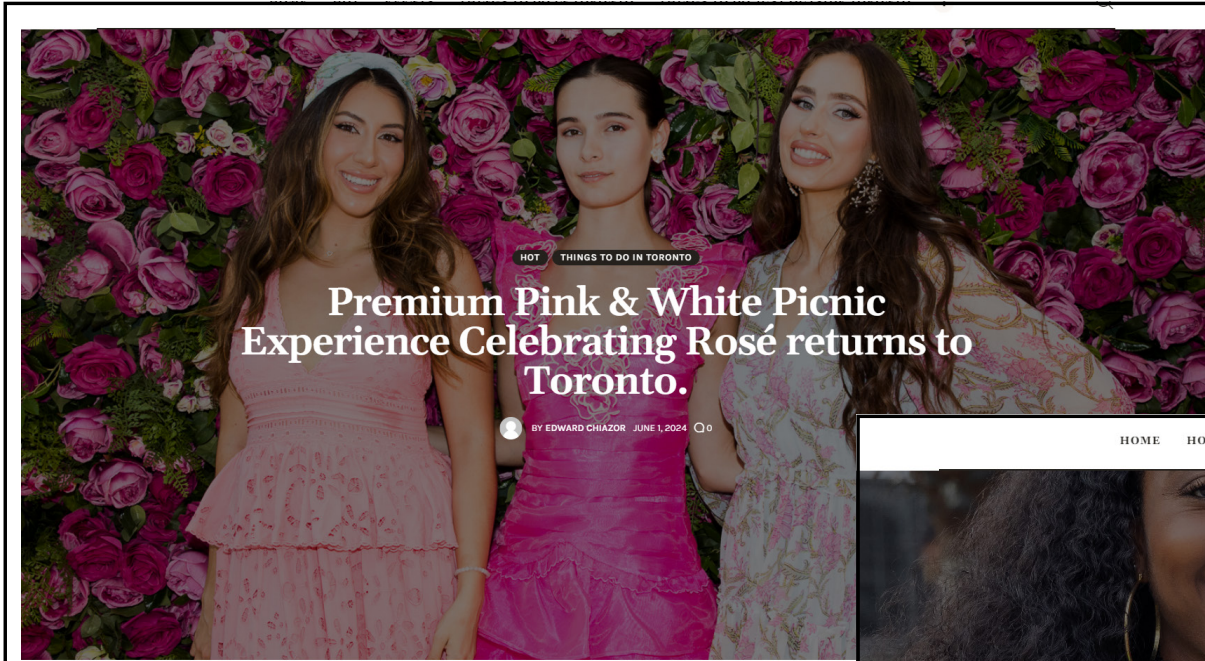 HOT THINGS TO DO IN TORONTO
Premium Pink & White Picnic
Experience Celebrating Rosé returns to
Toronto.
BY EDWARD CHIAZOR JUNE 1, 2024 0
HOME HO